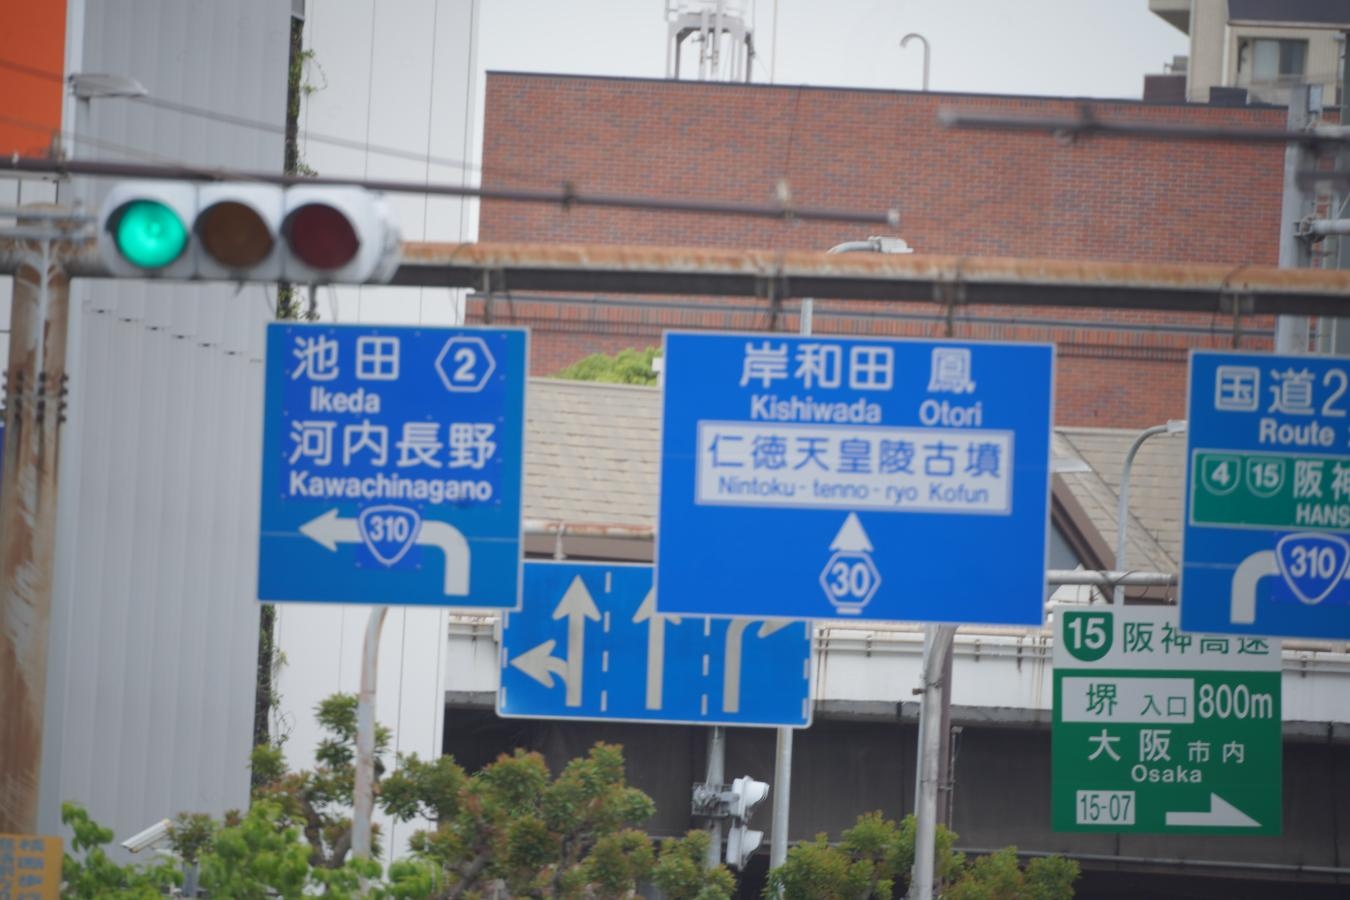 池田 2
Ikeda
河内長野
Kawachinagano
310
岸和田 鳳
Kishiwada Otori
仁徳天皇陵古墳
Nintoku-tenno-ryo Kofun
30
国道2
Route
4 15 阪神
HANS
310
15 阪神高速
堺 入口 800m
大阪市内
Osaka
15-07